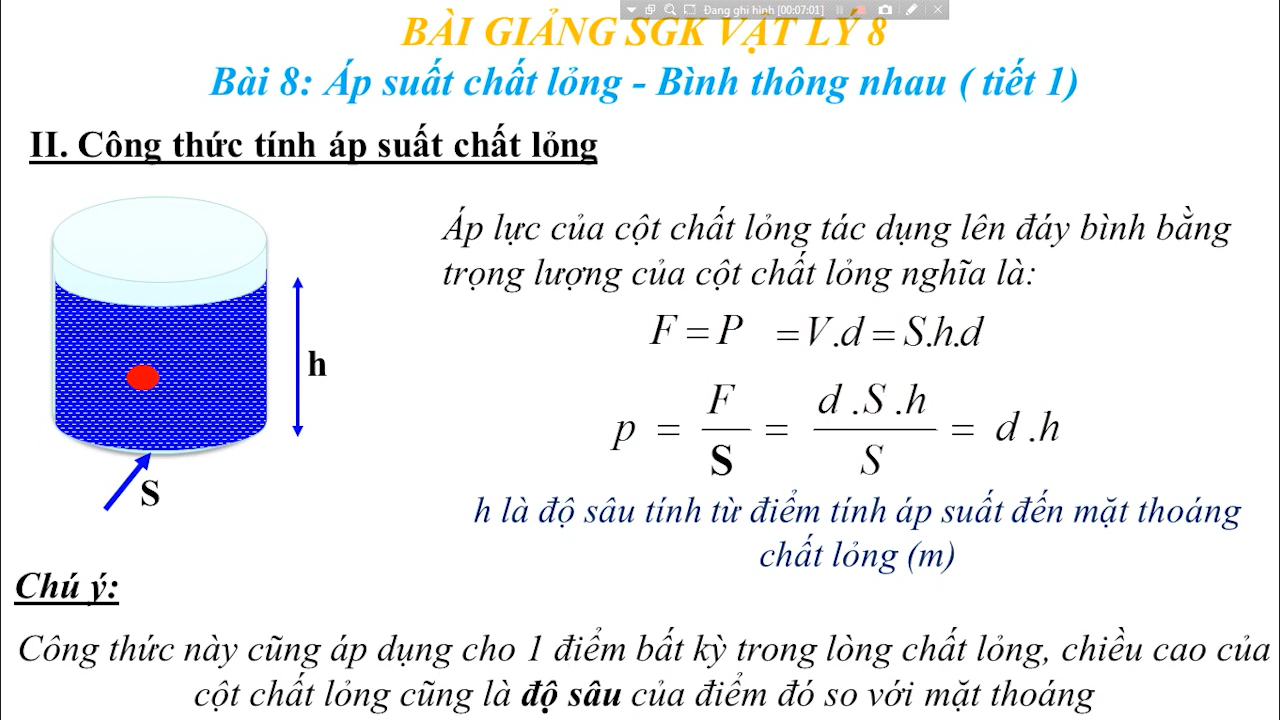 Đang ghi hình [00:07:01]
BÀI GIẢNG SGK VẬT LÝ 8
Bài 8: Áp suất chất lỏng - Bình thông nhau ( tiết 1)
II. Công thức tính áp suất chất lỏng
Áp lực của cột chất lỏng tác dụng lên đáy bình bằng
trọng lượng của cột chất lỏng nghĩa là:
F = P = V.d = S.h.d
h
p = F/S = d.S.h/S = d.h
S
h là độ sâu tính từ điểm tính áp suất đến mặt thoáng
chất lỏng (m)
Chú ý:
Công thức này cũng áp dụng cho 1 điểm bất kỳ trong lòng chất lỏng, chiều cao của
cột chất lỏng cũng là độ sâu của điểm đó so với mặt thoáng